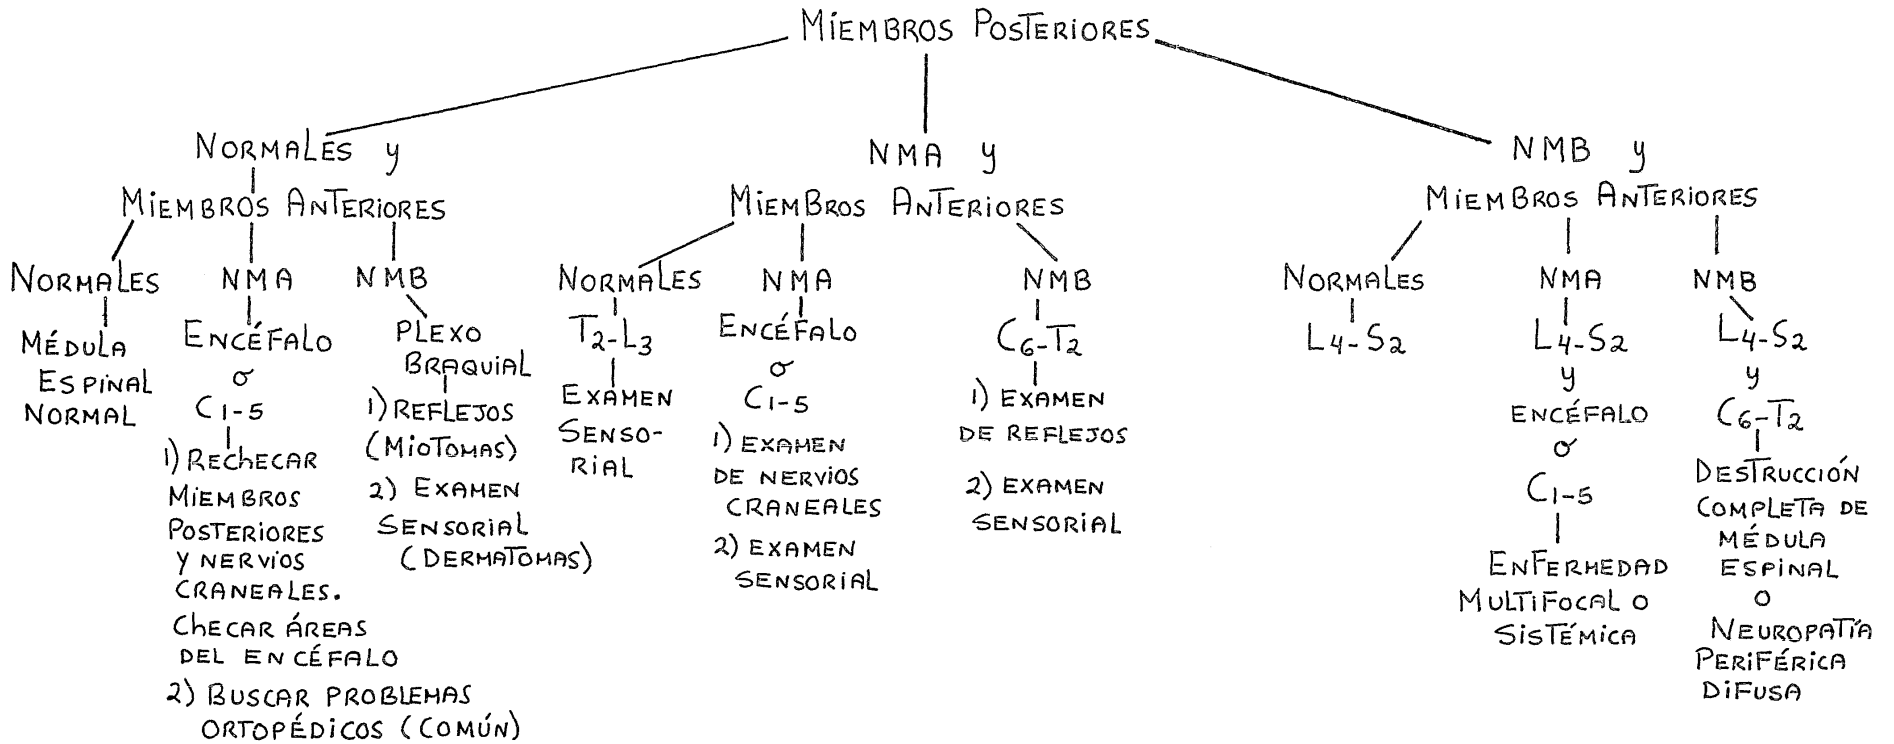 MIEMBROS POSTERIORES
NORMALES y
MIEMBROS ANTERIORES
NORMALES
MÉDULA
ESPINAL
NORMAL
NMA
ENCÉFALO
o
C1-5
1) RECHECAR
MIEMBROS
POSTERIORES
Y NERVIOS
CRANEALES.
CHECAR ÁREAS
DEL ENCÉFALO
2) BUSCAR PROBLEMAS
ORTOPÉDICOS (COMÚN)
NMB
PLEXO
BRAQUIAL
1) REFLEJOS
(MIOTOMAS)
2) EXAMEN
SENSORIAL
(DERMATOMAS)
NMA y
MIEMBROS ANTERIORES
NORMALES
T2-L3
EXAMEN
SENSO-
RIAL
NMA
ENCÉFALO
o
C1-5
1) EXAMEN
DE NERVIOS
CRANEALES
2) EXAMEN
SENSORIAL
NMB
C6-T2
1) EXAMEN
DE REFLEJOS
2) EXAMEN
SENSORIAL
NMB y
MIEMBROS ANTERIORES
NORMALES
L4-S2
NMA
L4-S2
y
ENCÉFALO
o
C1-5
ENFERMEDAD
MULTIFOCAL O
SISTÉMICA
NMB
L4-S2
y
C6-T2
DESTRUCCIÓN
COMPLETA DE
MÉDULA
ESPINAL
O
NEUROPATÍA
PERIFÉRICA
DIFUSA